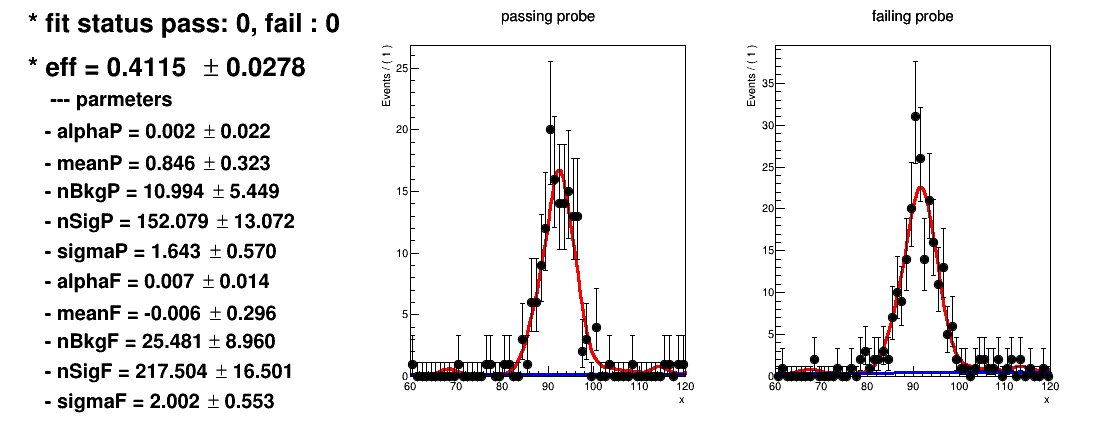 * fit status pass: 0, fail : 0
* eff = 0.4115 ± 0.0278
--- parmeters
- alphaP = 0.002 ± 0.022
- meanP = 0.846 ± 0.323
- nBkgP = 10.994 ± 5.449
- nSigP = 152.079 ± 13.072
- sigmaP = 1.643 ± 0.570
- alphaF = 0.007 ± 0.014
- meanF = -0.006 ± 0.296
- nBkgF = 25.481 ± 8.960
- nSigF = 217.504 ± 16.501
- sigmaF = 2.002 ± 0.553
passing probe
Events / ( 1 )
25
20
15
10
5
0
60 70 80 90 100 110 120
x
failing probe
Events / ( 1 )
35
30
25
20
15
10
5
0
60 70 80 90 100 110 120
x